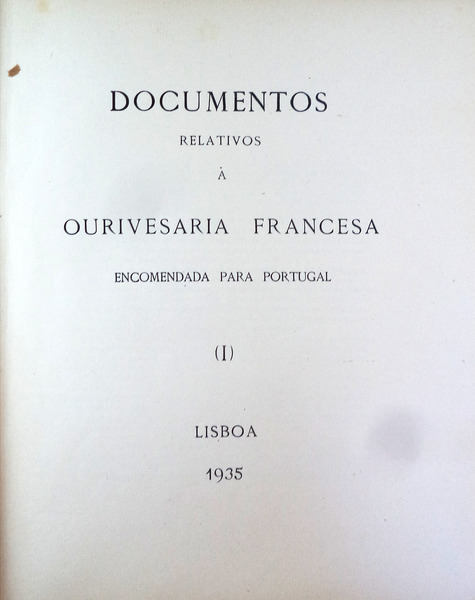 DOCUMENTOS
RELATIVOS
À
OURIVESARIA FRANCESA
ENCOMENDADA PARA PORTUGAL
(I)
LISBOA
1935